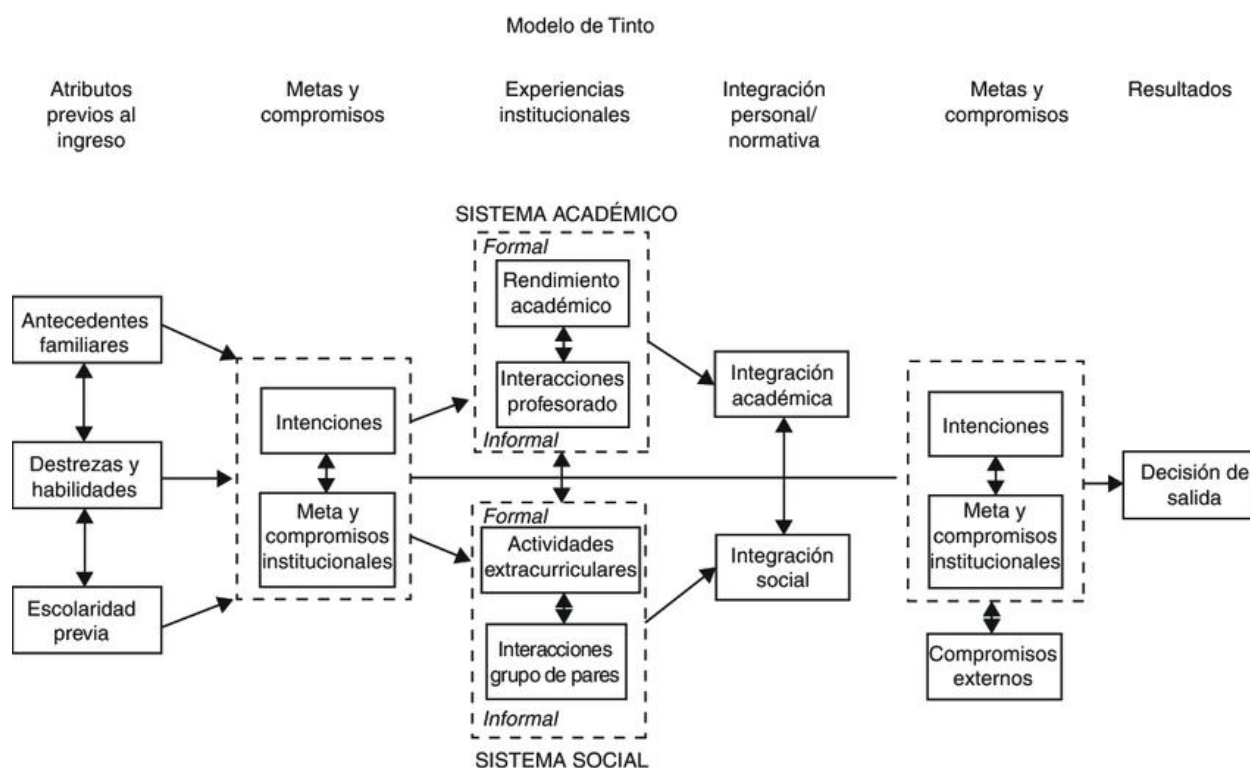 Modelo de Tinto
Atributos
previos al
ingreso
Metas y
compromisos
Experiencias
institucionales
Integración
personal/
normativa
Metas y
compromisos
Resultados
SISTEMA ACADÉMICO
Formal
Rendimiento
académico
Interacciones
profesorado
Informal
Antecedentes
familiares
Destrezas y
habilidades
Escolaridad
previa
Intenciones
Meta y
compromisos
institucionales
Formal
Actividades
extracurriculares
Interacciones
grupo de pares
Informal
SISTEMA SOCIAL
Integración
académica
Integración
social
Intenciones
Meta y
compromisos
institucionales
Compromisos
externos
Decisión de
salida